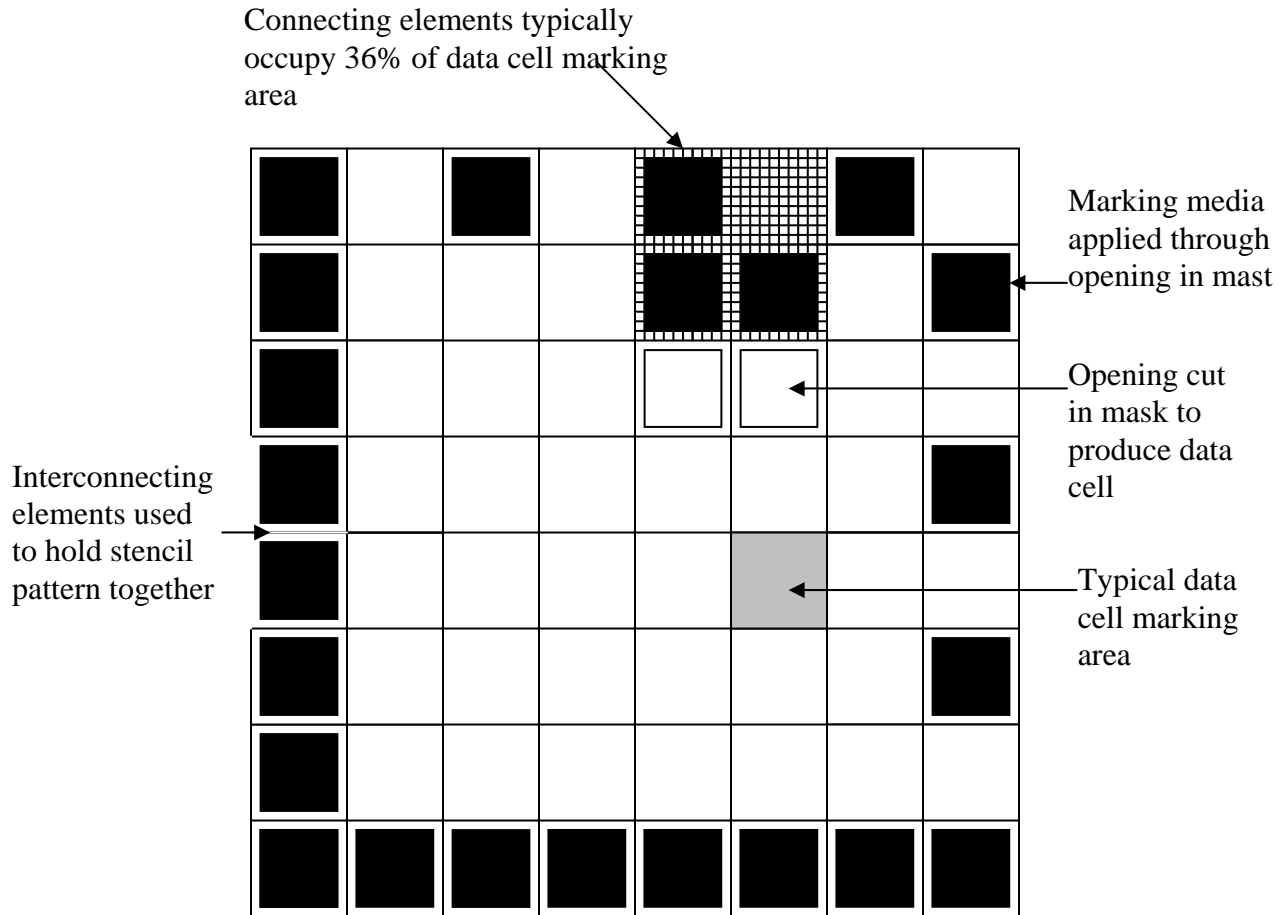 Connecting elements typically
occupy 36% of data cell marking
area
Marking media
applied through
opening in mast
Opening cut
in mask to
produce data
cell
Interconnecting
elements used
to hold stencil
pattern together
Typical data
cell marking
area